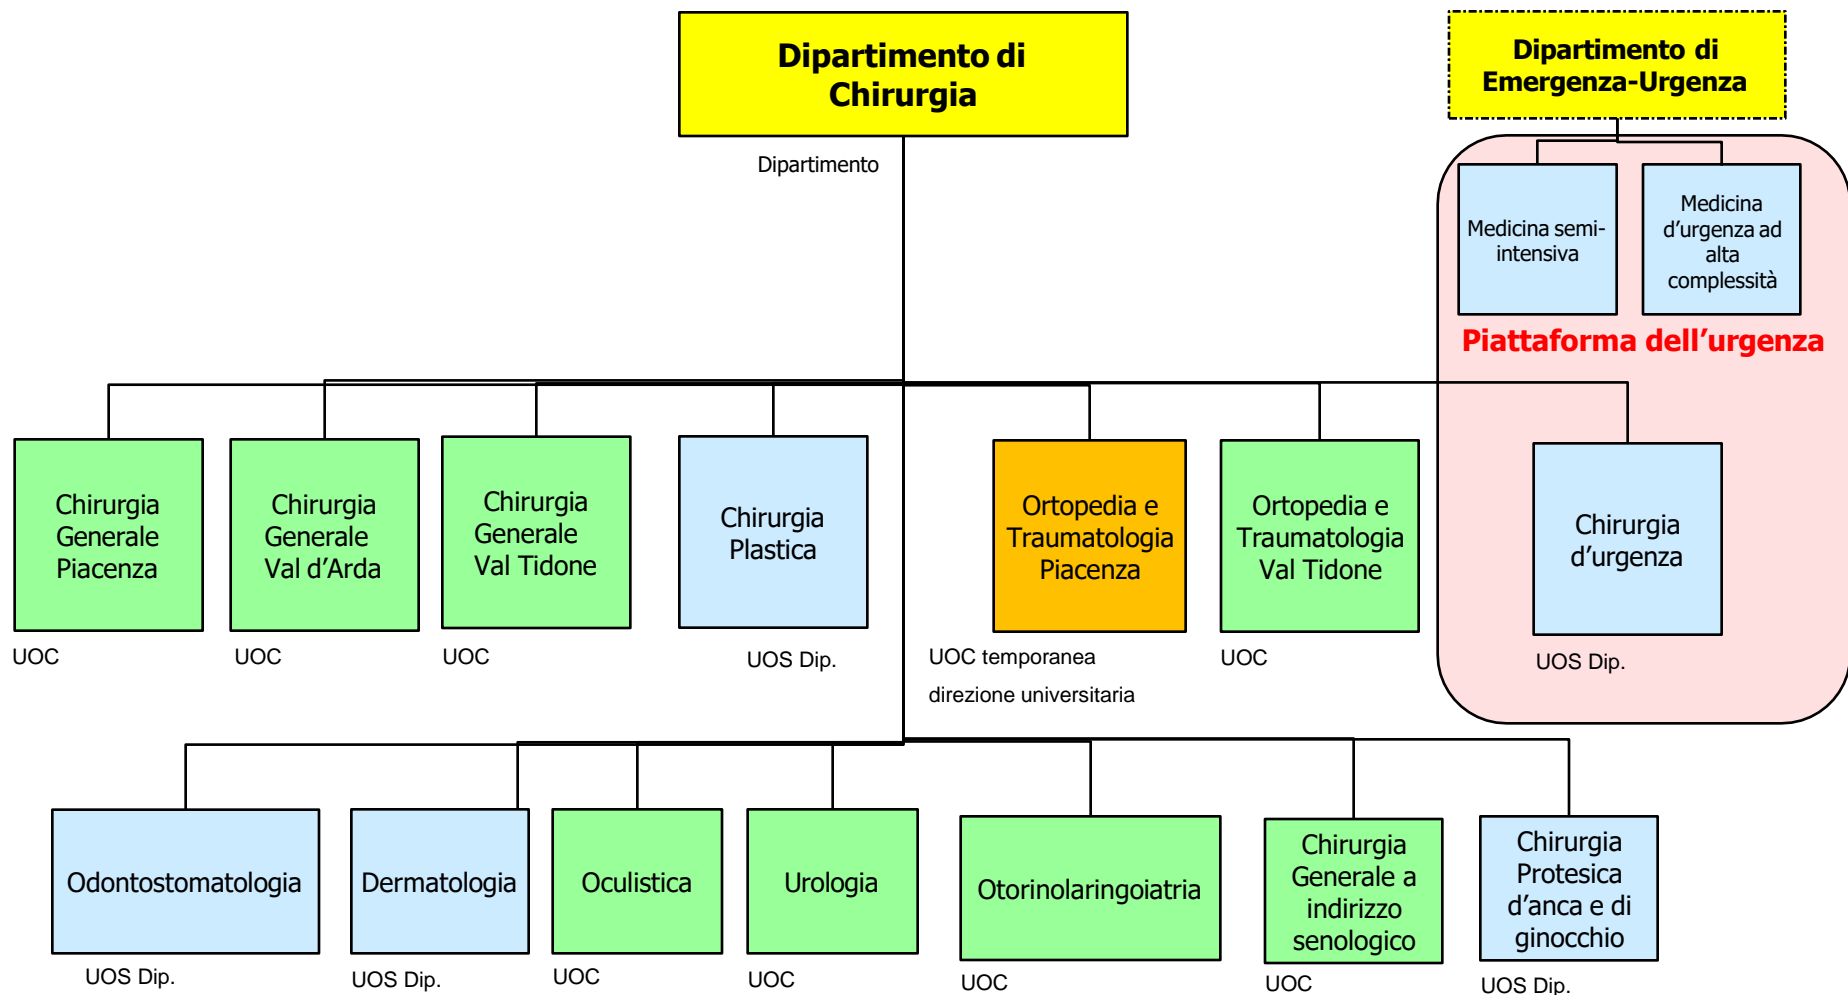 Dipartimento di
Chirurgia
Dipartimento di
Emergenza-Urgenza
Dipartimento
Medicina semi-
intensiva
Medicina
d’urgenza ad
alta
complessità
Piattaforma dell’urgenza
Chirurgia
Generale
Piacenza
UOC
Chirurgia
Generale
Val d’Arda
UOC
Chirurgia
Generale
Val Tidone
UOC
Chirurgia
Plastica
UOS Dip.
Ortopedia e
Traumatologia
Piacenza
UOC temporanea
direzione universitaria
Ortopedia e
Traumatologia
Val Tidone
UOC
Chirurgia
d’urgenza
UOS Dip.
Odontostomatologia
UOS Dip.
Dermatologia
UOS Dip.
Oculistica
UOC
Urologia
UOC
Otorinolaringoiatria
UOC
Chirurgia
Generale a
indirizzo
senologico
UOC
Chirurgia
Protesica
d’anca e di
ginocchio
UOS Dip.